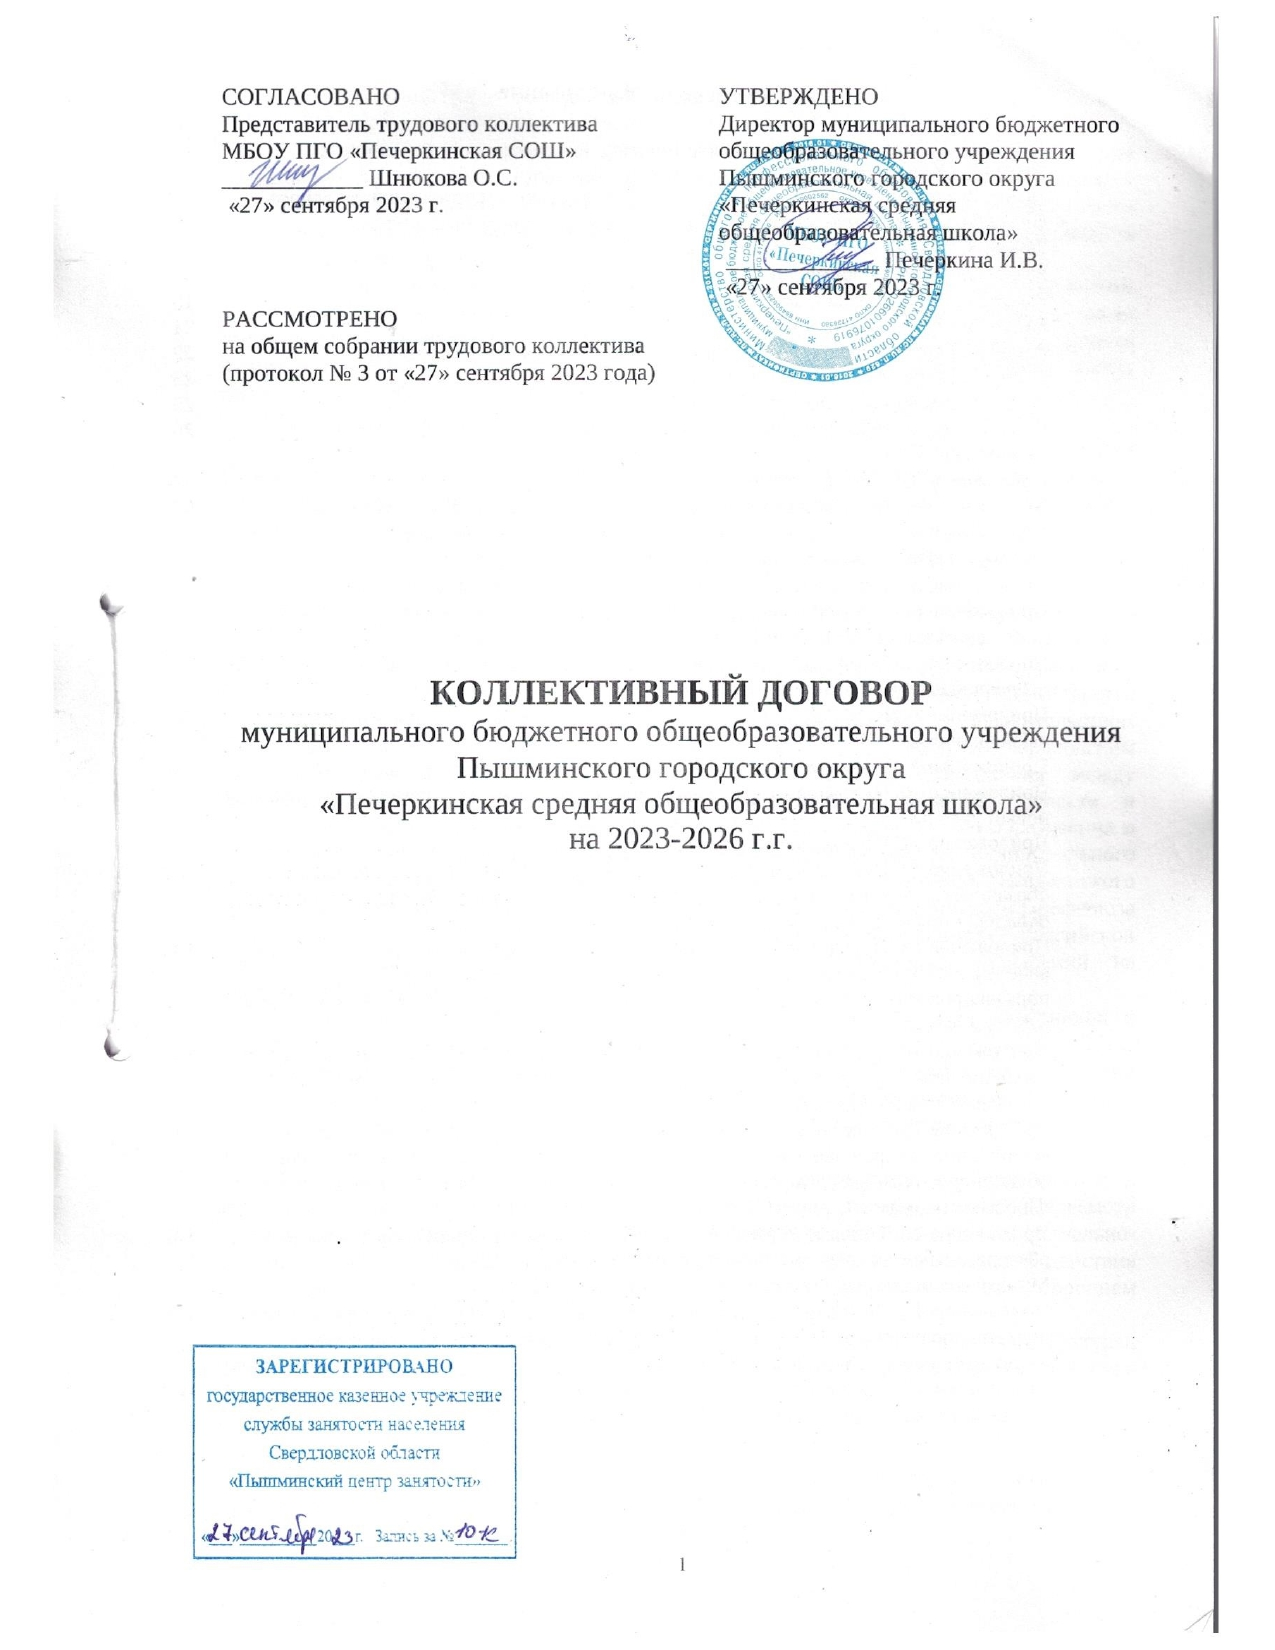 СОГЛАСОВАНО
Представитель трудового коллектива
МБОУ ПГО «Печеркинская СОШ»
____________ Шнюкова О.С.
«27» сентября 2023 г.
РАССМОТРЕНО
на общем собрании трудового коллектива
(протокол № 3 от «27» сентября 2023 года)
УТВЕРЖДЕНО
Директор муниципального бюджетного
общеобразовательного учреждения
Пышминского городского округа
«Печеркинская средняя
общеобразовательная школа»
Печеркина И.В.
«27» сентября 2023 г.
ПГО
«Печеркинская
СОШ»
КОЛЛЕКТИВНЫЙ ДОГОВОР
муниципального бюджетного общеобразовательного учреждения
Пышминского городского округа
«Печеркинская средняя общеобразовательная школа»
на 2023-2026 г.г.
ЗАРЕГИСТРИРОВАНО
государственное казенное учреждение
службы занятости населения
Свердловской области
«Пышминский центр занятости»
«27» сентября 2023 г. Запись за № 10 к
1